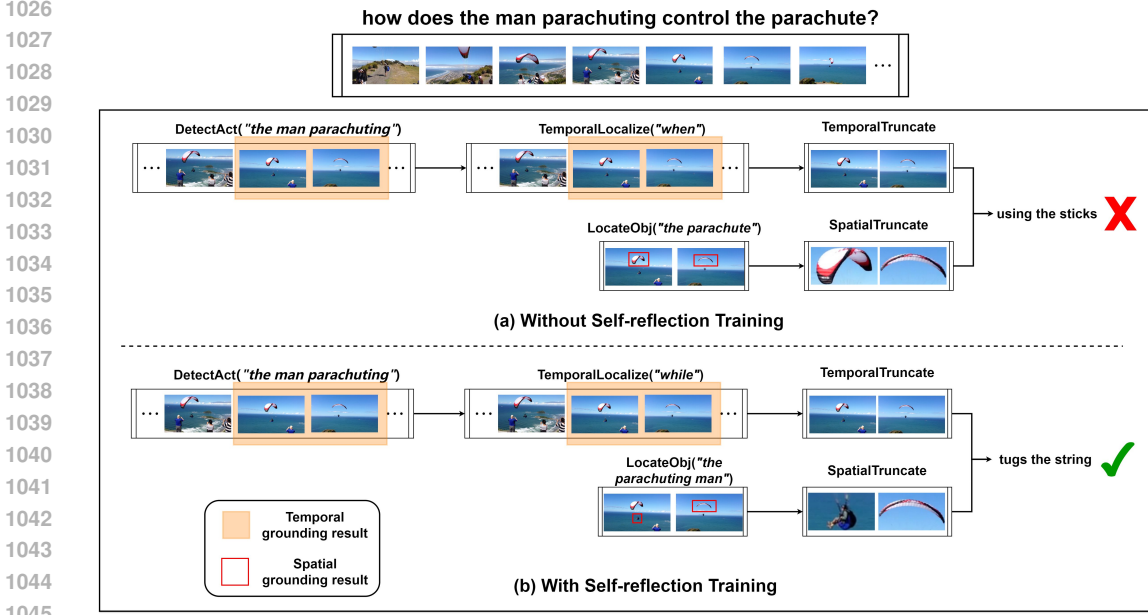 1026
1027
1028
1029
1030
1031
1032
1033
1034
1035
1036
1037
1038
1039
1040
1041
1042
1043
1044
1045
how does the man parachuting control the parachute?
...
DetectAct("the man parachuting")
TemporalLocalize("when")
TemporalTruncate
... ...
... ...
using the sticks X
LocateObj("the parachute")
SpatialTruncate
(a) Without Self-reflection Training
DetectAct("the man parachuting")
TemporalLocalize("while")
TemporalTruncate
... ...
... ...
tugs the string ✓
LocateObj("the
parachuting man")
SpatialTruncate
Temporal
grounding result
Spatial
grounding result
(b) With Self-reflection Training